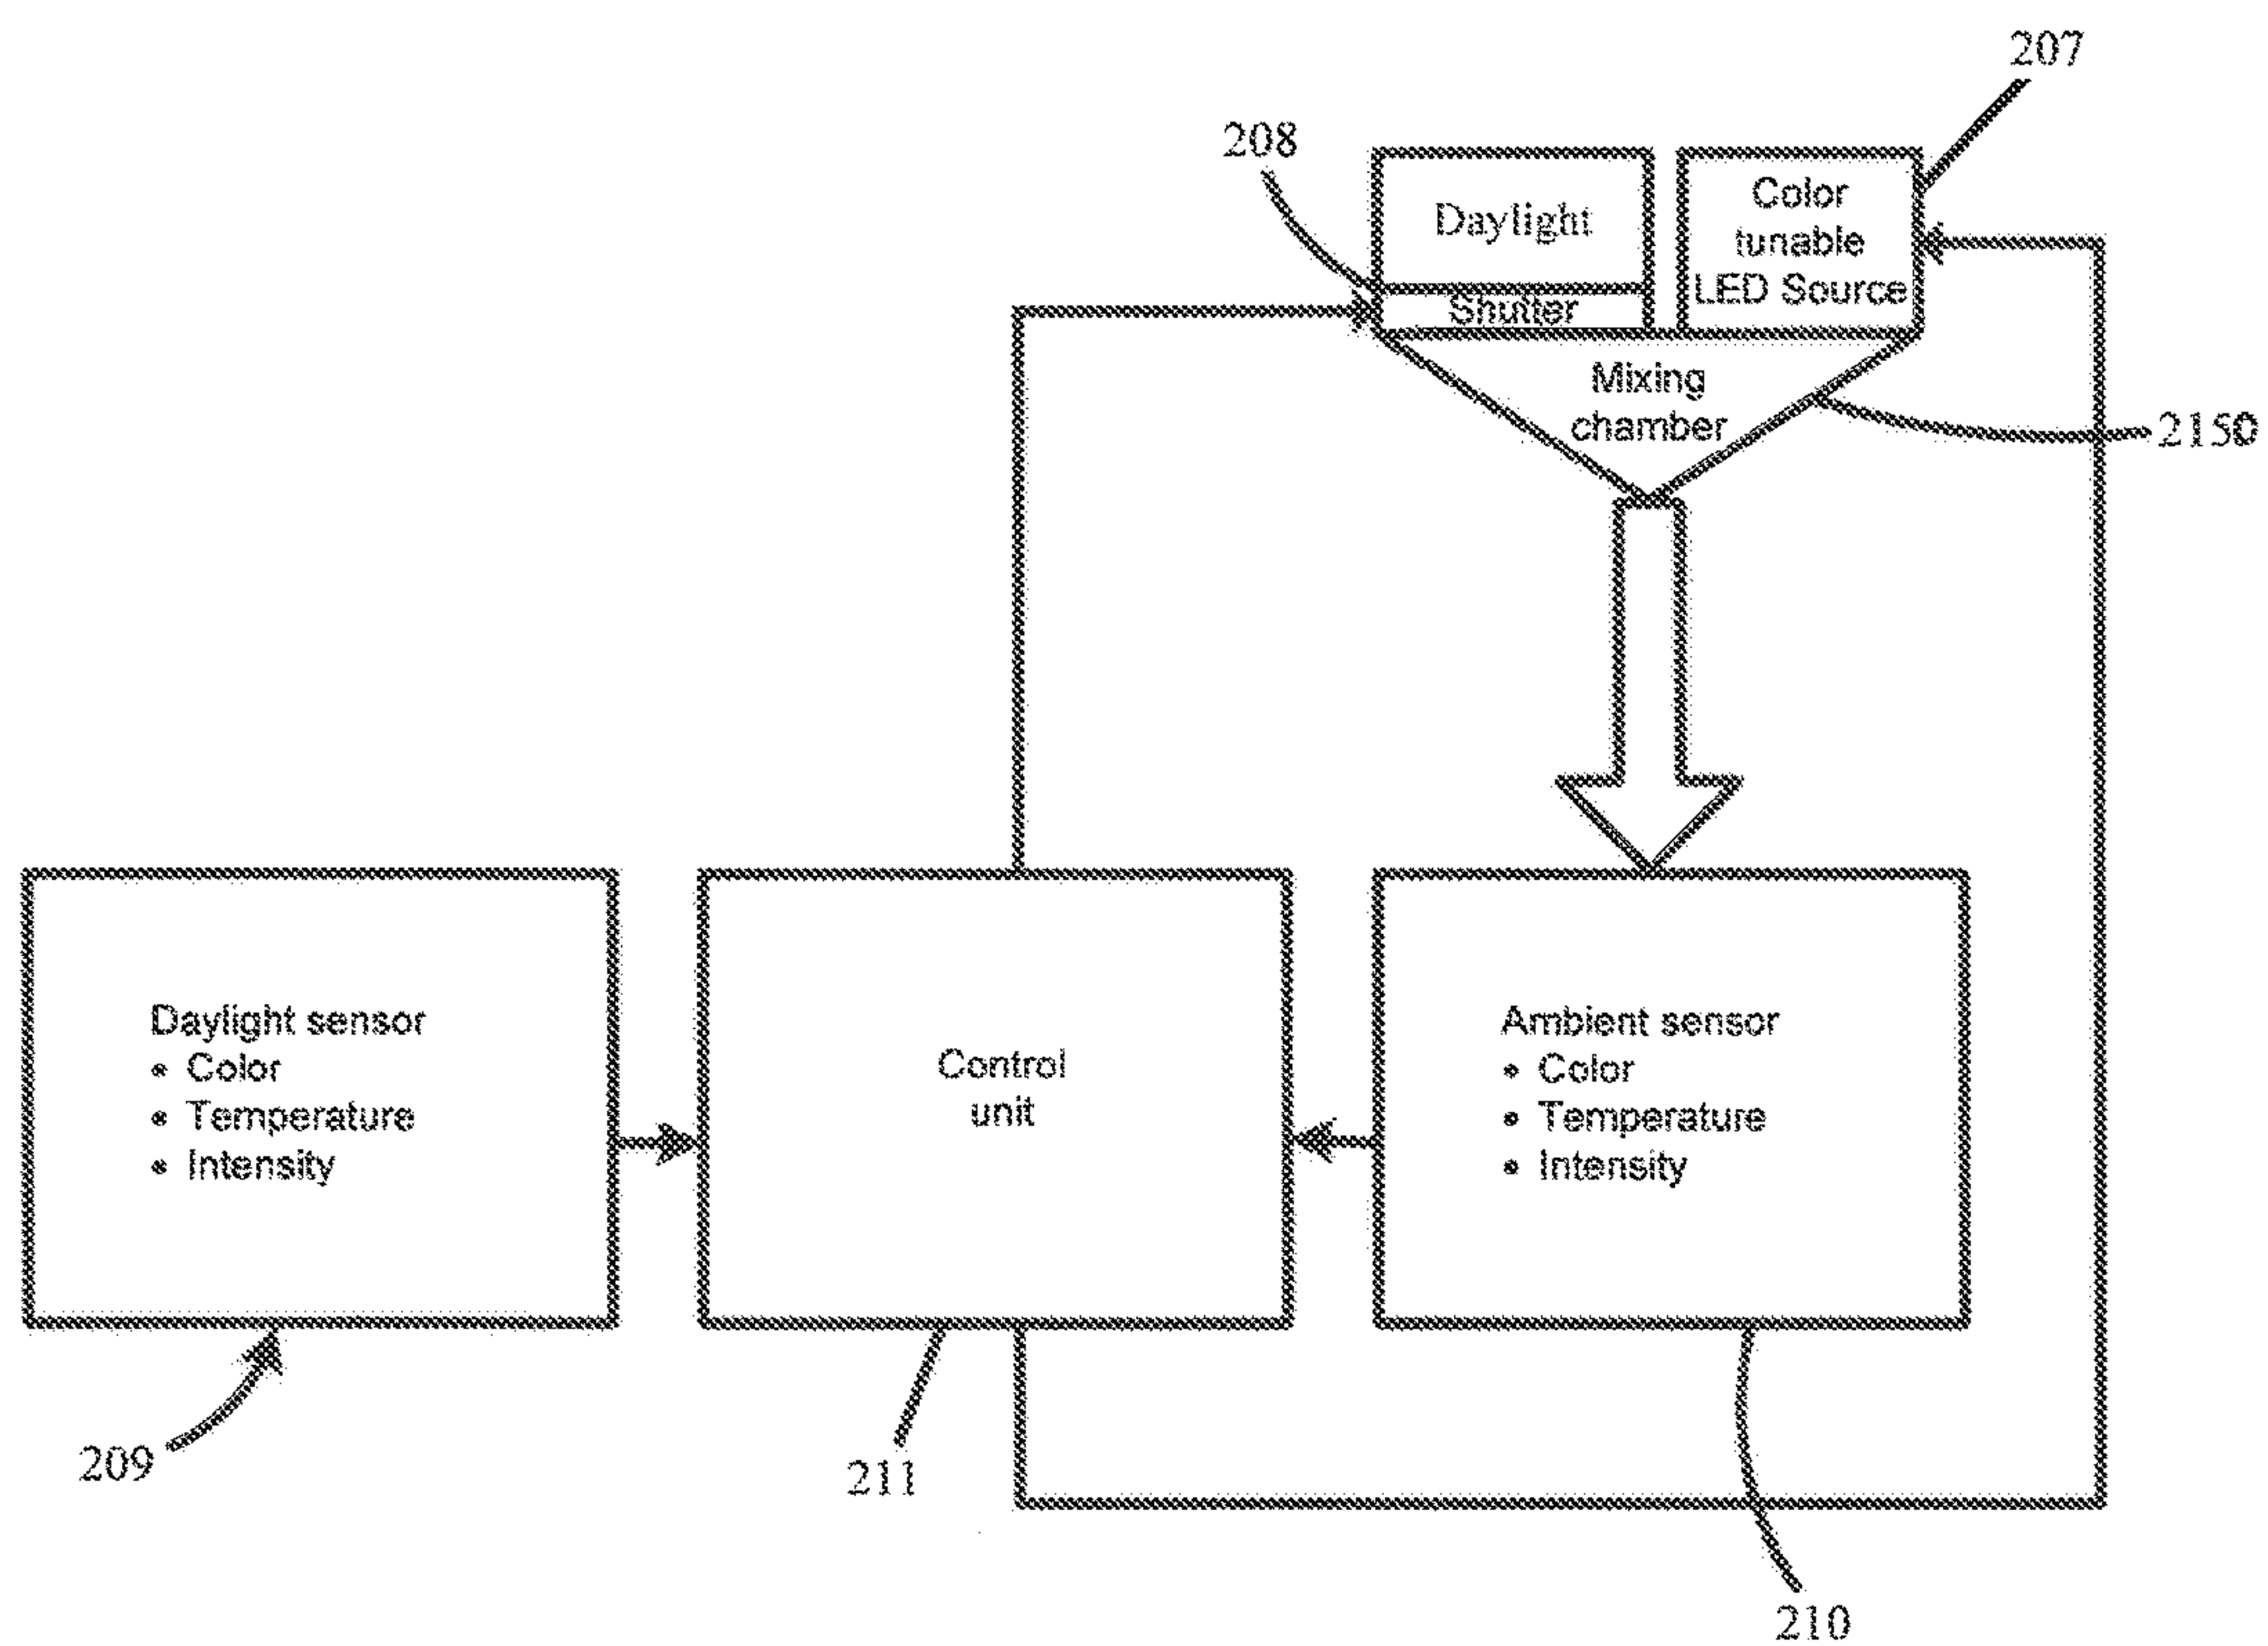 207
208
Daylight
Color
tunable
LED Source
Shutter
Mixing
chamber
2150
Daylight sensor
• Color
• Temperature
• Intensity
Control
unit
Ambient sensor
• Color
• Temperature
• Intensity
209
211
210